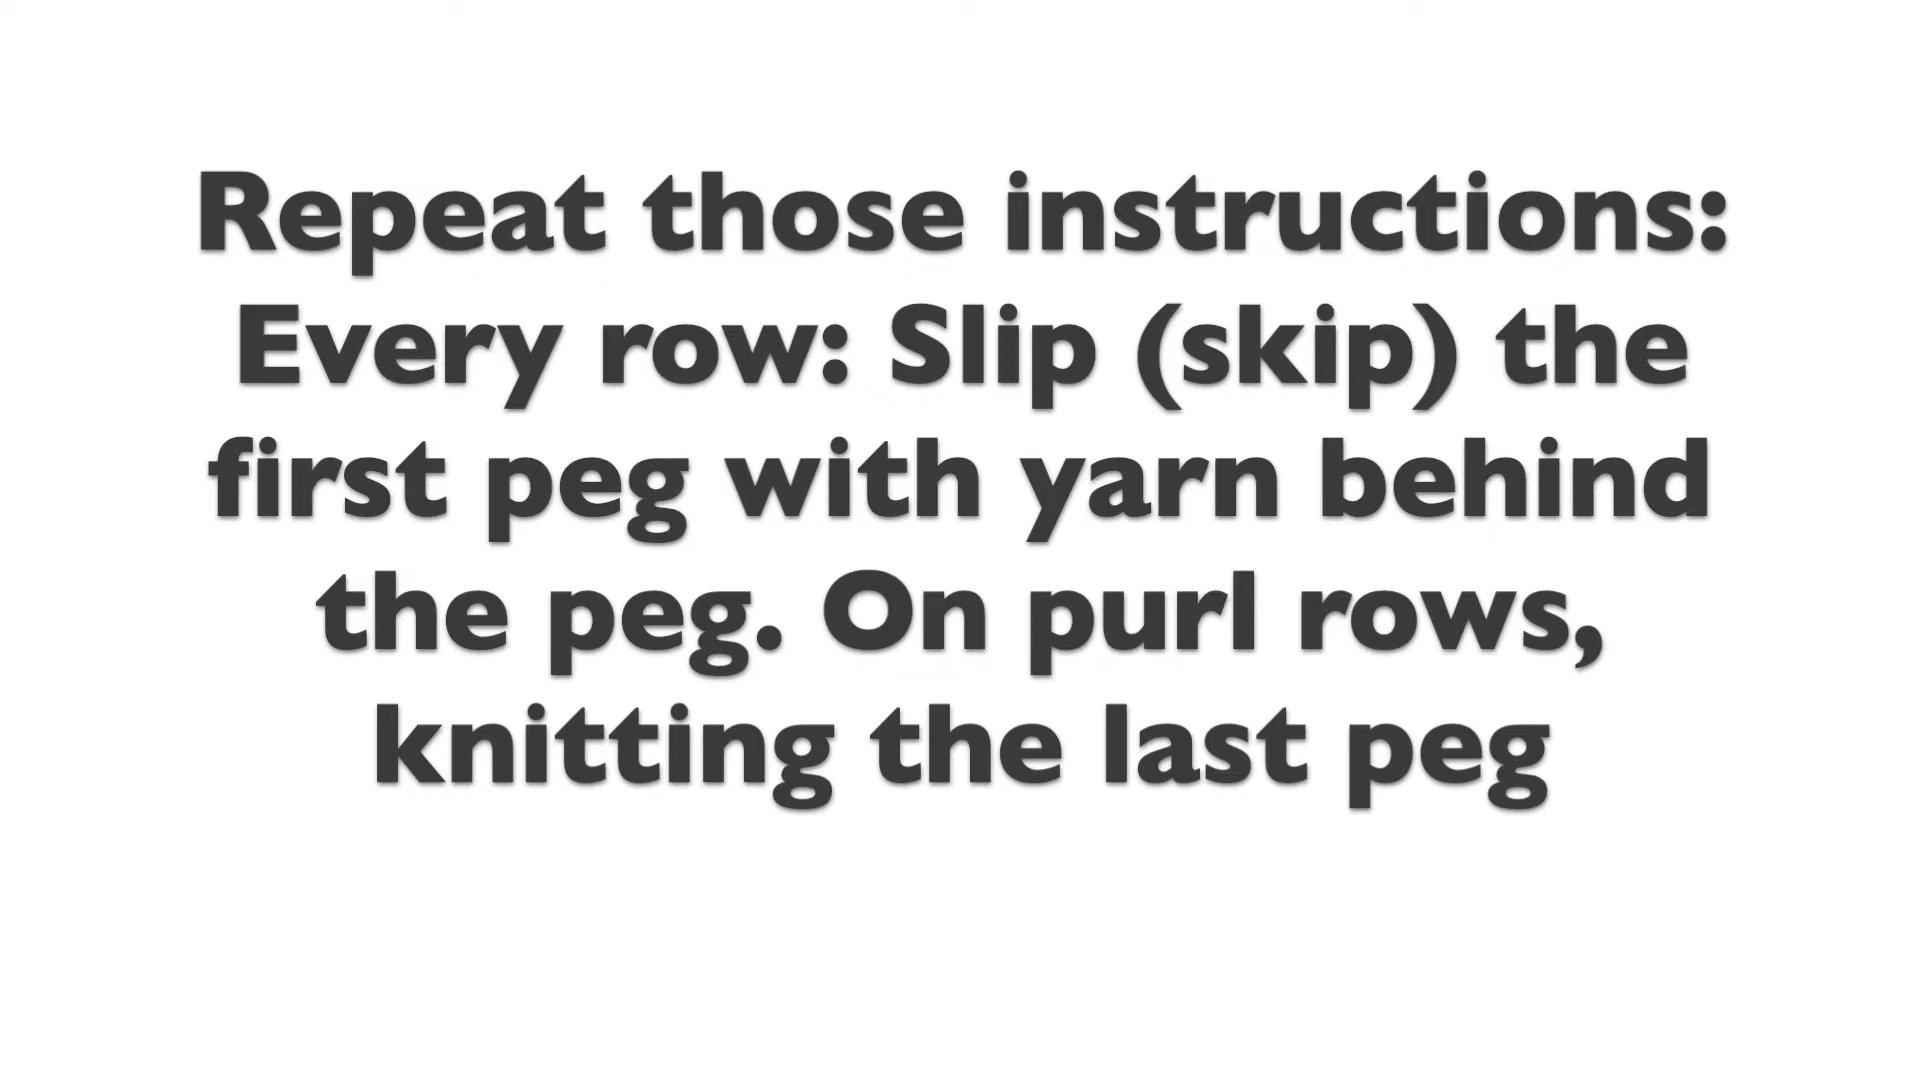 Repeat those instructions:
Every row: Slip (skip) the
first peg with yarn behind
the peg. On purl rows,
knitting the last peg